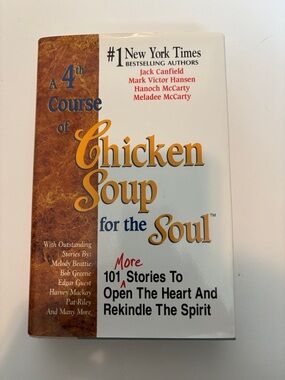 #1 New York Times
BESTSELLING AUTHORS
Jack Canfield
Mark Victor Hansen
Hanoch McCarty
Meladee McCarty
A 4th
Course
of
Chicken
Soup
for the Soul™
With Outstanding
Stories By:
Melody Beattie
Bob Greene
Edgar Guest
Harvey Mackay
Pat Riley
And Many More
More
101 Stories To
Open The Heart And
Rekindle The Spirit